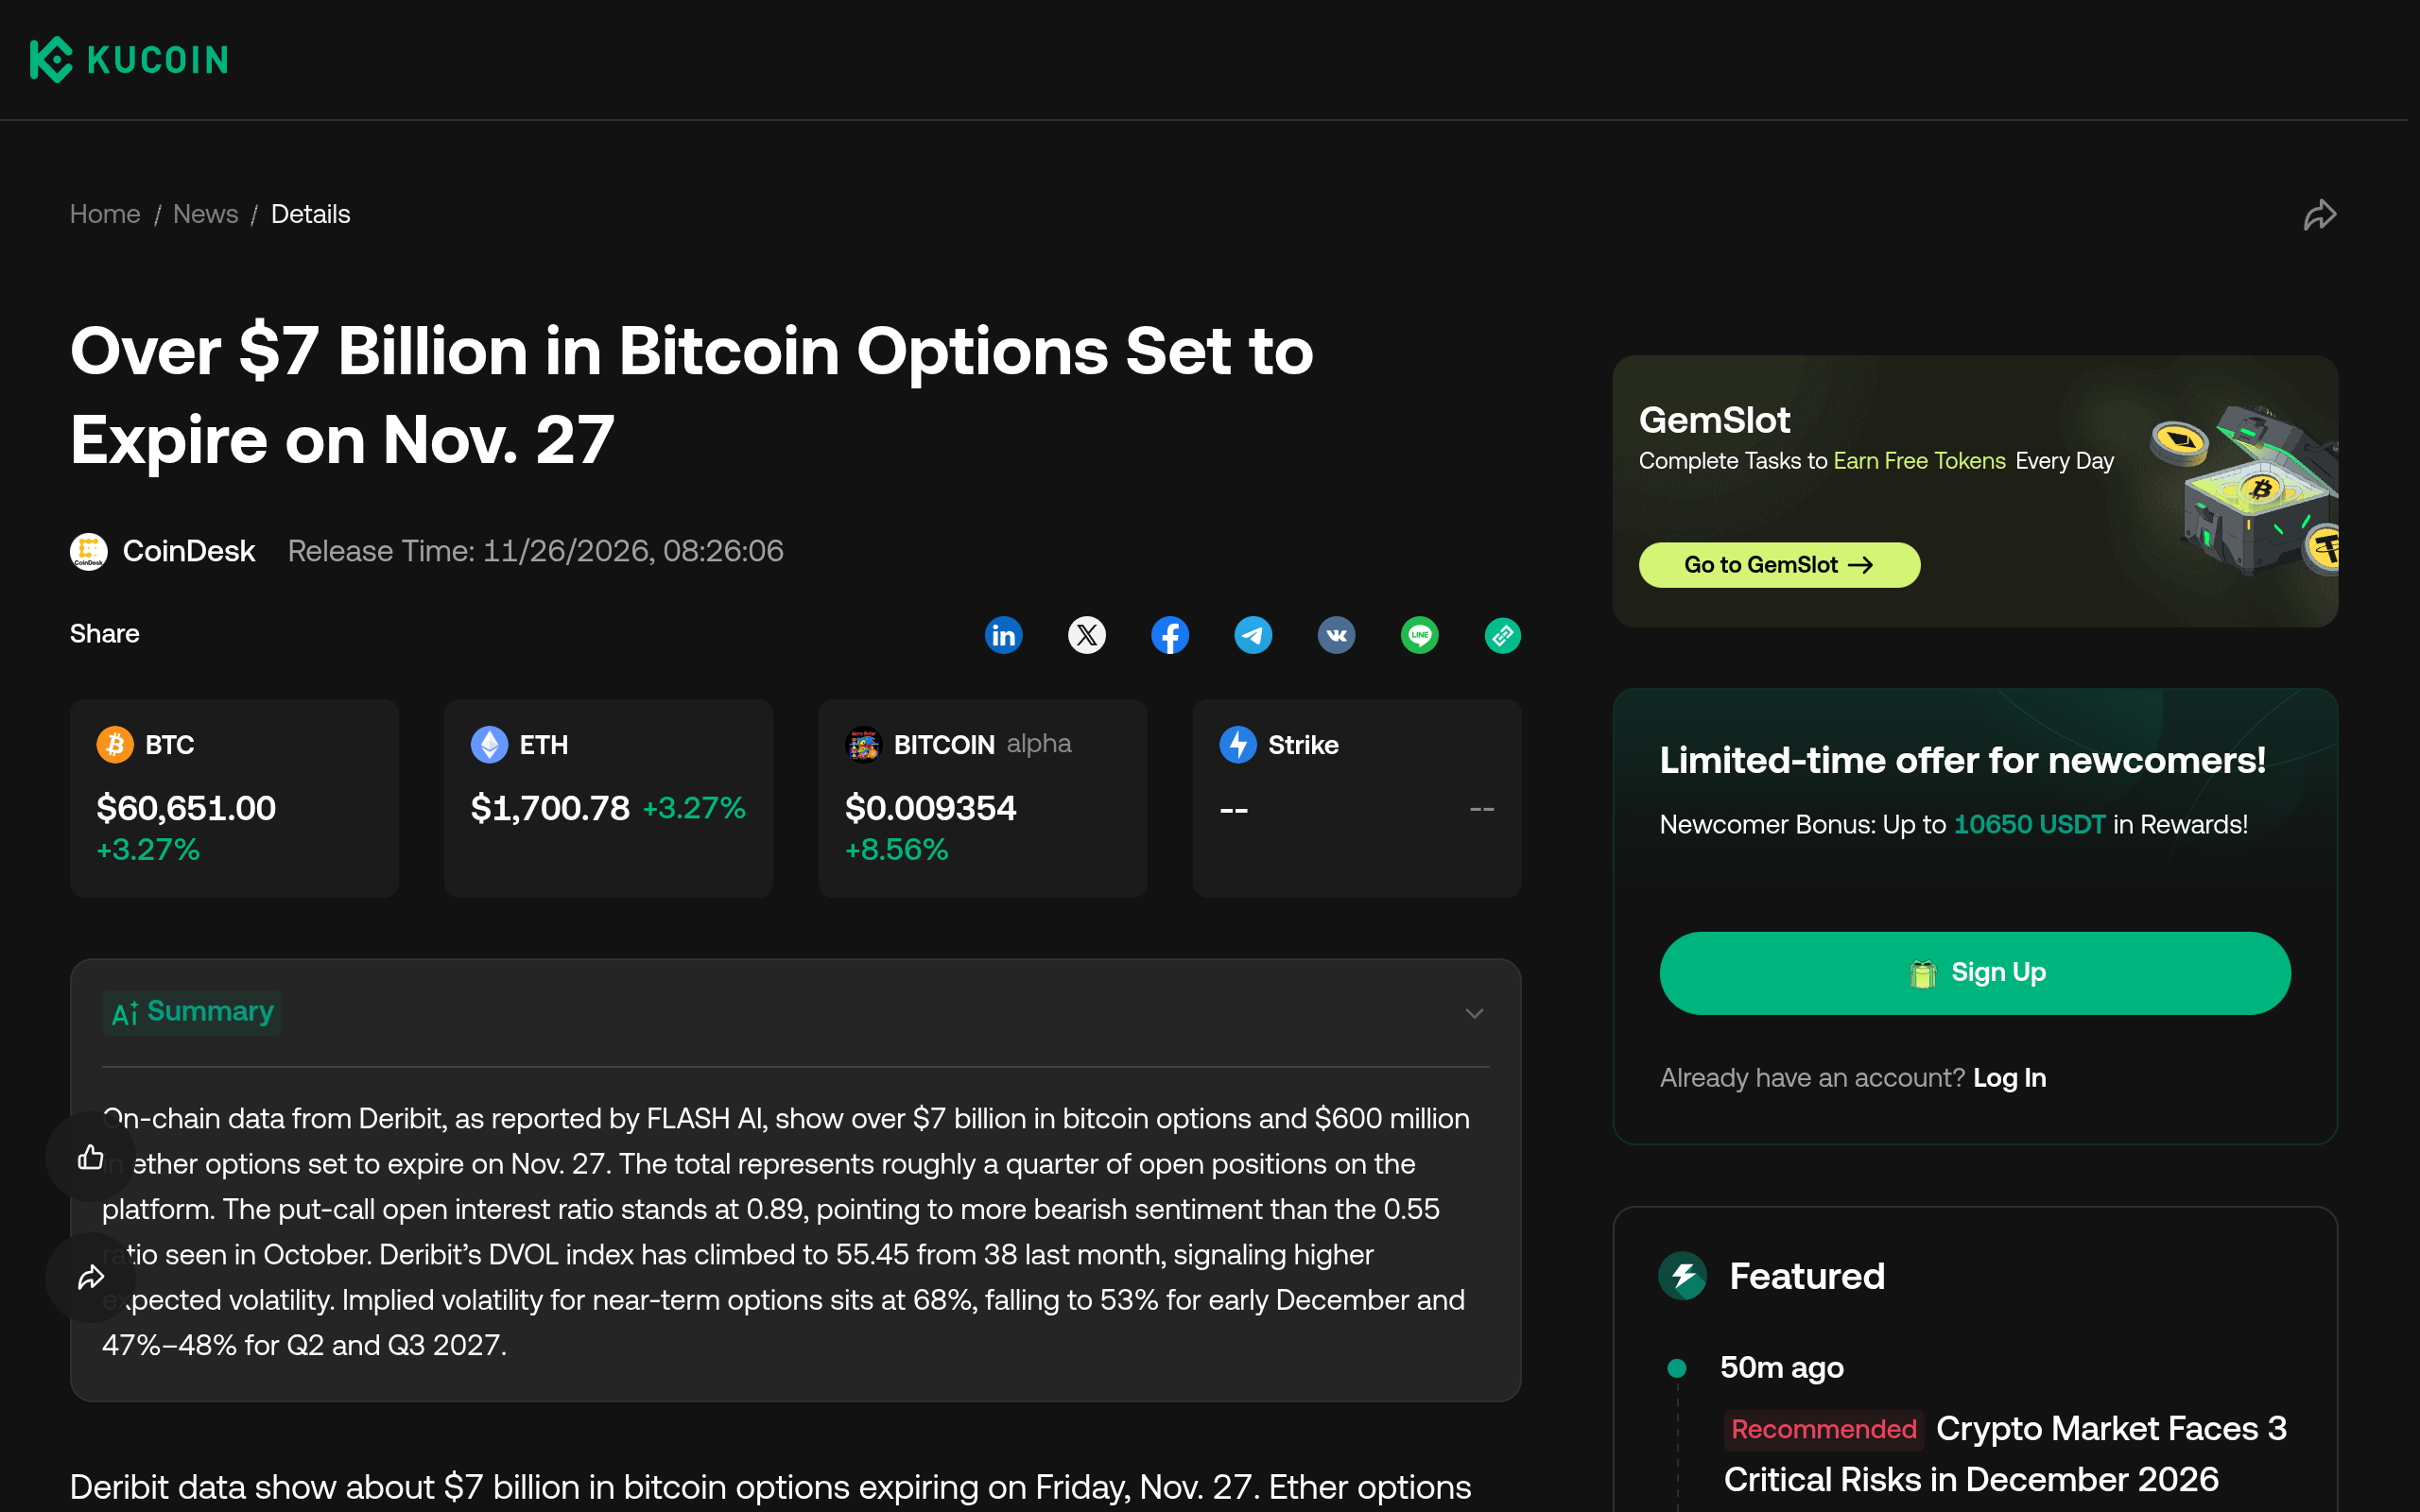 KUCOIN
Home / News / Details
Over $7 Billion in Bitcoin Options Set to
Expire on Nov. 27
CoinDesk
CoinDesk Release Time: 11/26/2026, 08:26:06
Share
in X f VK LINE
BTC
$60,651.00
+3.27%
ETH
$1,700.78 +3.27%
BITCOIN alpha
$0.009354
+8.56%
Strike
-- --
Ai Summary
On-chain data from Deribit, as reported by FLASH AI, show over $7 billion in bitcoin options and $600 million
in ether options set to expire on Nov. 27. The total represents roughly a quarter of open positions on the
platform. The put-call open interest ratio stands at 0.89, pointing to more bearish sentiment than the 0.55
ratio seen in October. Deribit’s DVOL index has climbed to 55.45 from 38 last month, signaling higher
expected volatility. Implied volatility for near-term options sits at 68%, falling to 53% for early December and
47%–48% for Q2 and Q3 2027.
Deribit data show about $7 billion in bitcoin options expiring on Friday, Nov. 27. Ether options
GemSlot
Complete Tasks to Earn Free Tokens Every Day
Go to GemSlot →
Limited-time offer for newcomers!
Newcomer Bonus: Up to 10650 USDT in Rewards!
Sign Up
Already have an account? Log In
Featured
50m ago
Recommended Crypto Market Faces 3
Critical Risks in December 2026